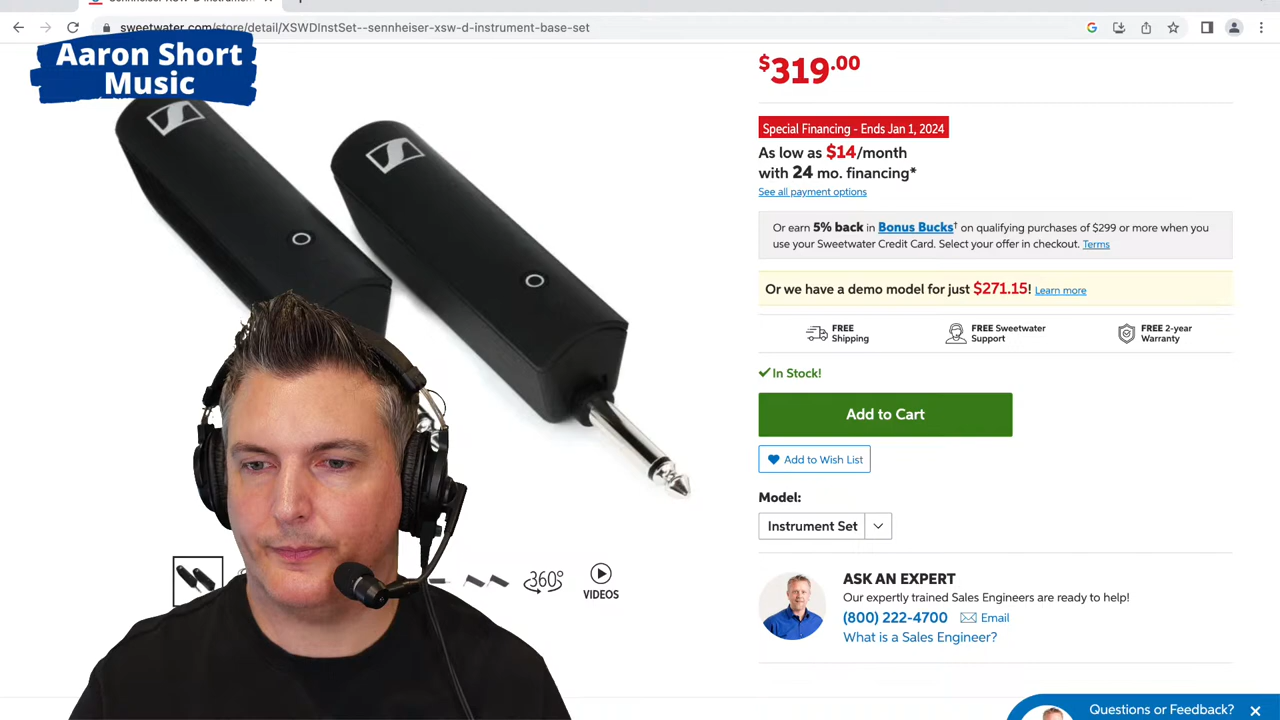 sweetwater.com/store/detail/XSWDInstSet--sennheiser-xsw-d-instrument-base-set
Aaron Short
Music
$319.00
Special Financing - Ends Jan 1, 2024
As low as $14/month
with 24 mo. financing*
See all payment options
Or earn 5% back in Bonus Bucks† on qualifying purchases of $299 or more when you
use your Sweetwater Credit Card. Select your offer in checkout. Terms
Or we have a demo model for just $271.15! Learn more
FREE
Shipping
FREE Sweetwater
Support
FREE 2-year
Warranty
In Stock!
Add to Cart
Add to Wish List
Model:
Instrument Set
360°
VIDEOS
ASK AN EXPERT
Our expertly trained Sales Engineers are ready to help!
(800) 222-4700 Email
What is a Sales Engineer?
Questions or Feedback?